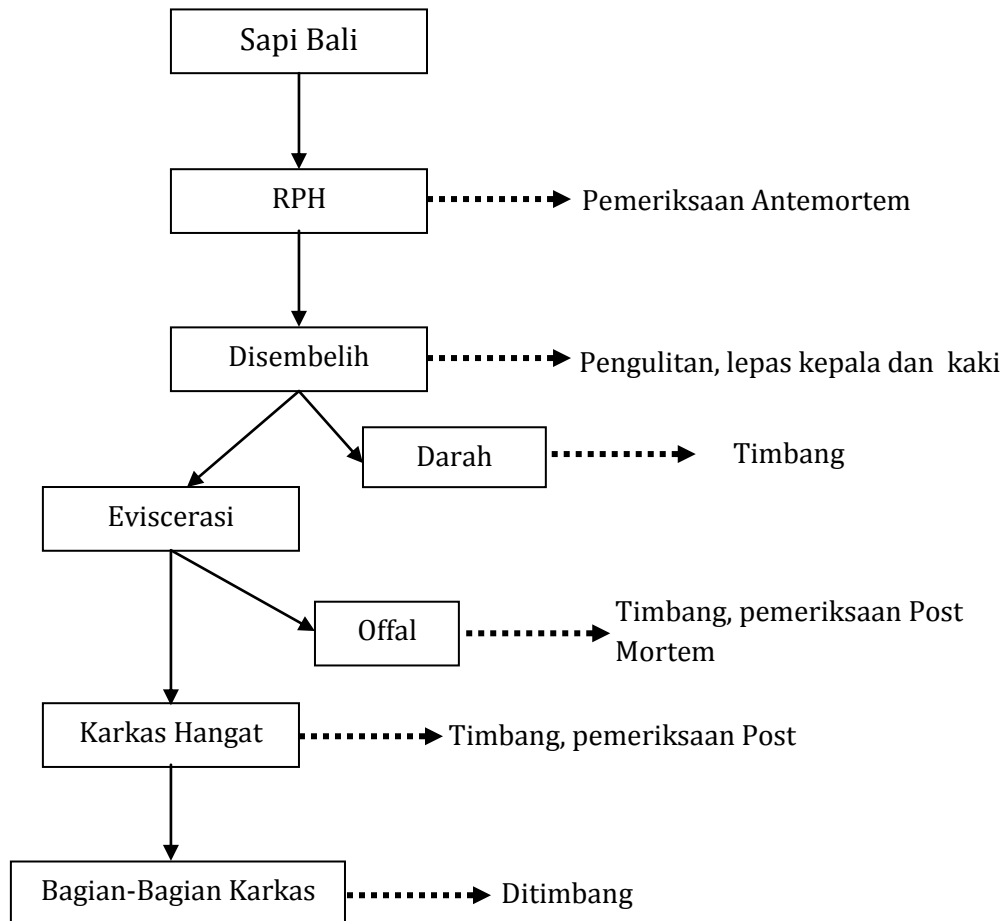 Sapi Bali
RPH
Pemeriksaan Antemortem
Disembelih
Pengulitan, lepas kepala dan kaki
Darah
Timbang
Eviscerasi
Offal
Timbang, pemeriksaan Post
Mortem
Karkas Hangat
Timbang, pemeriksaan Post
Bagian-Bagian Karkas
Ditimbang